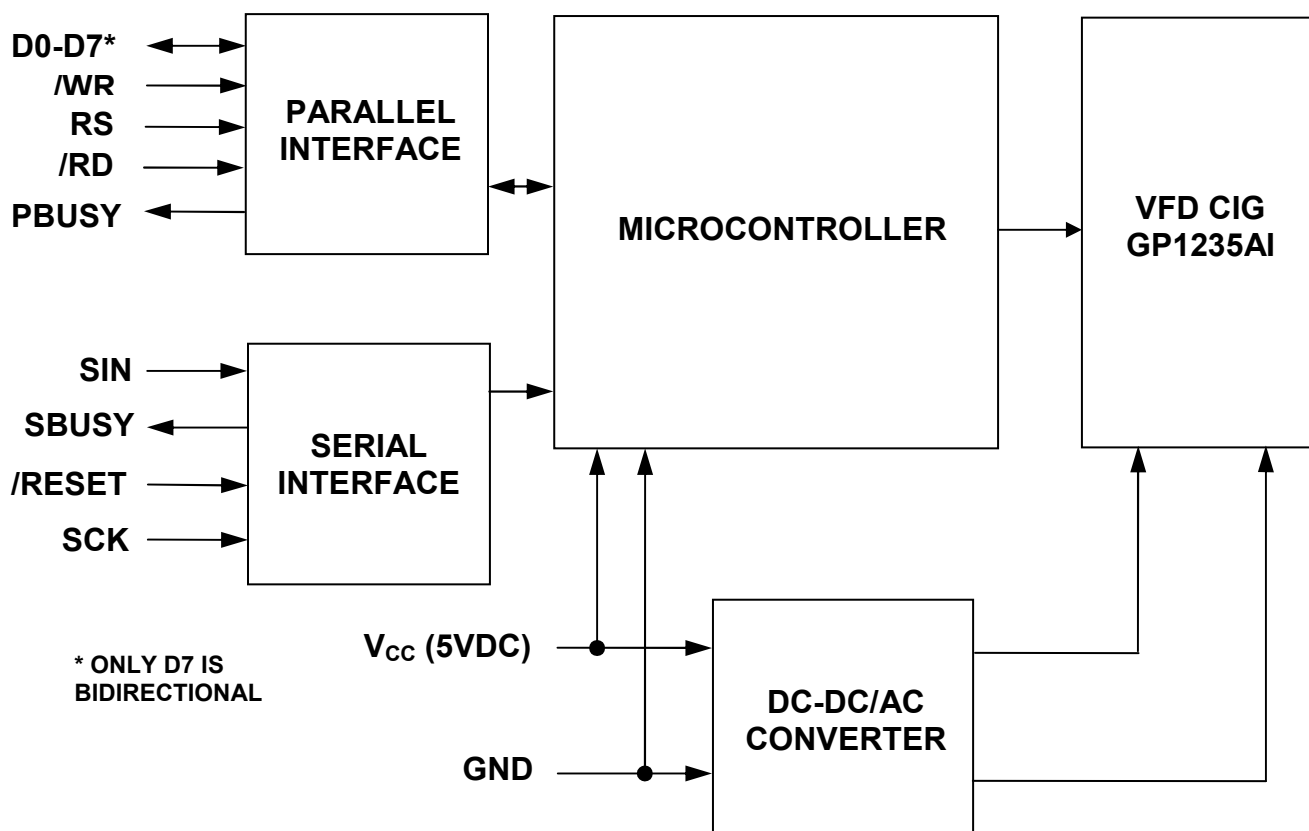 D0-D7*
/WR
RS
/RD
PBUSY
PARALLEL
INTERFACE
MICROCONTROLLER
VFD CIG
GP1235AI
SIN
SBUSY
/RESET
SCK
SERIAL
INTERFACE
VCC (5VDC)
GND
* ONLY D7 IS
BIDIRECTIONAL
DC-DC/AC
CONVERTER